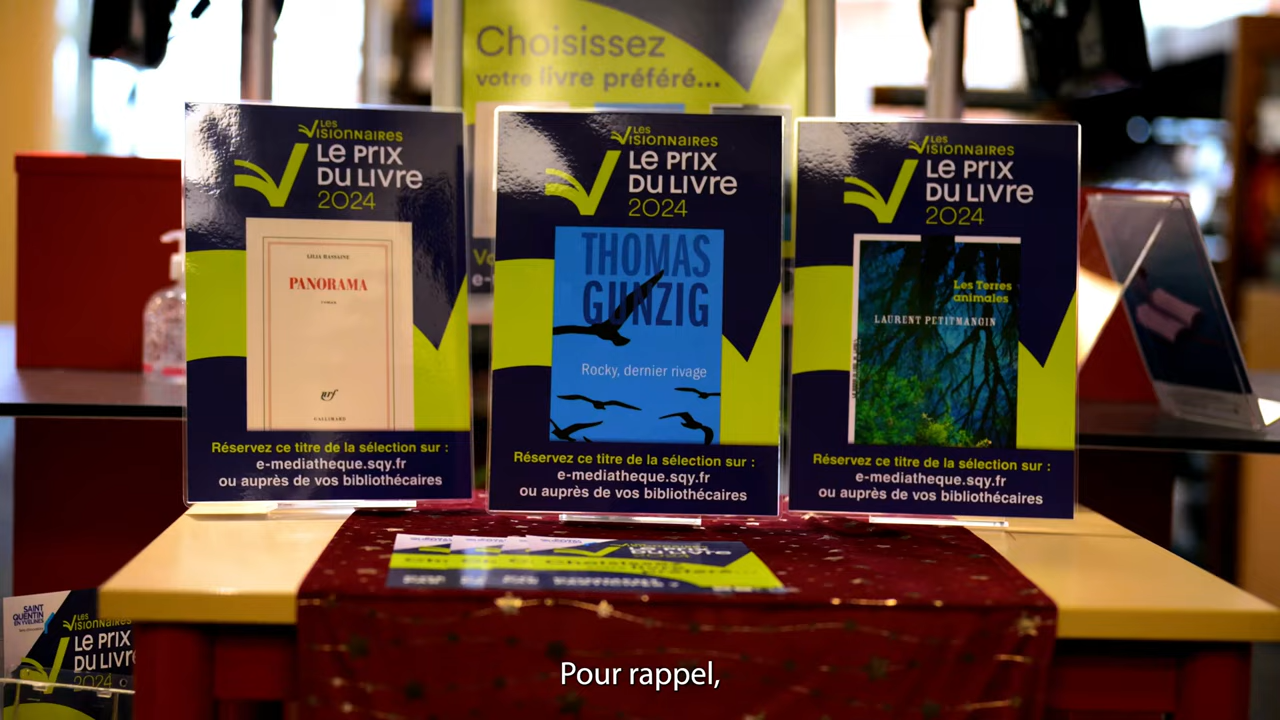 Choisissez
votre livre préféré...
LES
VISIONNAIRES
LE PRIX
DU LIVRE
2024
LILIA HASSAINE
PANORAMA
ROMAN
nrf
GALLIMARD
Réservez ce titre de la sélection sur :
e-mediatheque.sqy.fr
ou auprès de vos bibliothécaires
LES
VISIONNAIRES
LE PRIX
DU LIVRE
2024
THOMAS
GUNZIG
Rocky, dernier rivage
Réservez ce titre de la sélection sur :
e-mediatheque.sqy.fr
ou auprès de vos bibliothécaires
LES
VISIONNAIRES
LE PRIX
DU LIVRE
2024
Les Terres
animales
LAURENT PETITMANGIN
Réservez ce titre de la sélection sur :
e-mediatheque.sqy.fr
ou auprès de vos bibliothécaires
DU LIVRE
Choisissez
SAINT
QUENTIN
EN YVELINES
LES
VISIONNAIRES
LE PRIX
DU LIVRE
2024
Pour rappel,